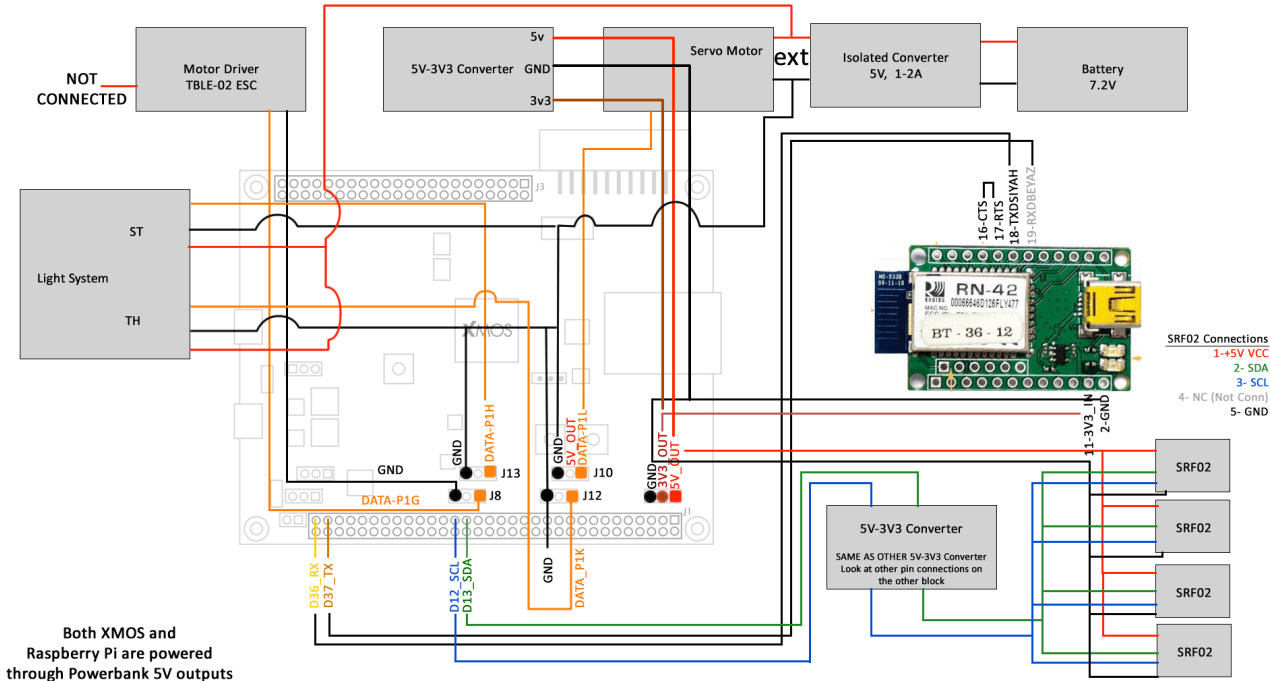 5v
Servo Motor
ext
Isolated Converter
5V, 1-2A
Battery
7.2V
Motor Driver
TBLE-02 ESC
5V-3V3 Converter
GND
3v3
NOT
CONNECTED
J3
ST
Light System
TH
XMOS
16-CTS
17-RTS
18-TXDSIYAH
19-RXDBEYAZ
RN-42
BT - 36 - 12
SRF02 Connections
1-+5V VCC
2- SDA
3- SCL
4- NC (Not Conn)
5- GND
11-3V3_IN
2-GND
GND
DATA-P1H
J13
GND
5V_OUT
DATA-P1L
J10
GND
3V3_OUT
5V_OUT
GND
DATA-P1G
J8
J12
J1
SRF02
SRF02
SRF02
SRF02
5V-3V3 Converter
SAME AS OTHER 5V-3V3 Converter
Look at other pin connections on
the other block
D36_RX
D37_TX
D12_SCL
D13_SDA
GND
DATA_P1K
Both XMOS and
Raspberry Pi are powered
through Powerbank 5V outputs